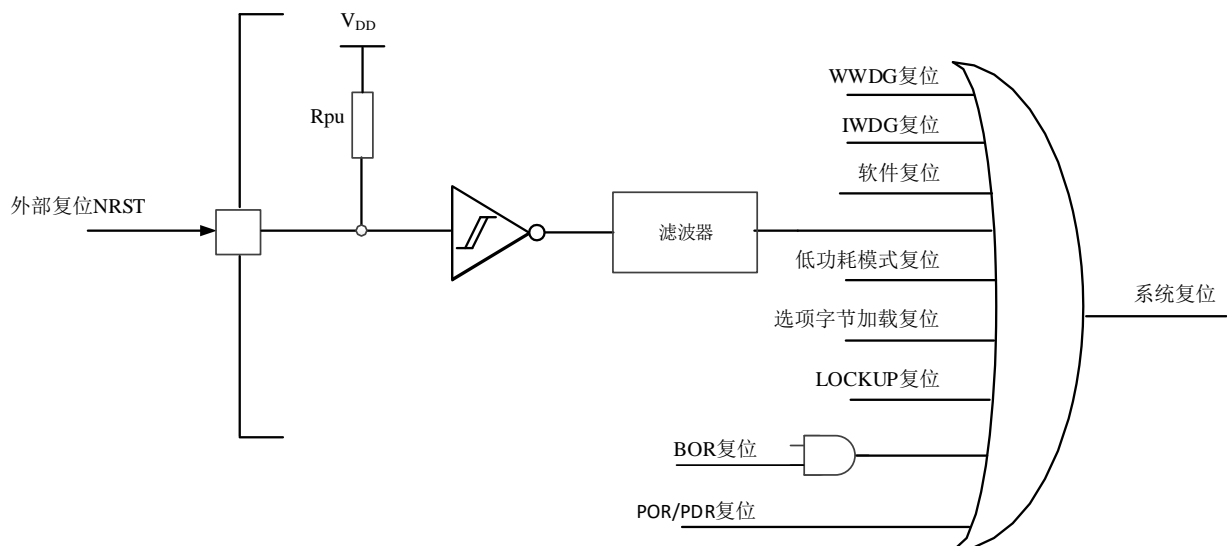 V_DD
Rpu
外部复位NRST
滤波器
WWDG复位
IWDG复位
软件复位
低功耗模式复位
选项字节加载复位
LOCKUP复位
BOR复位
POR/PDR复位
系统复位